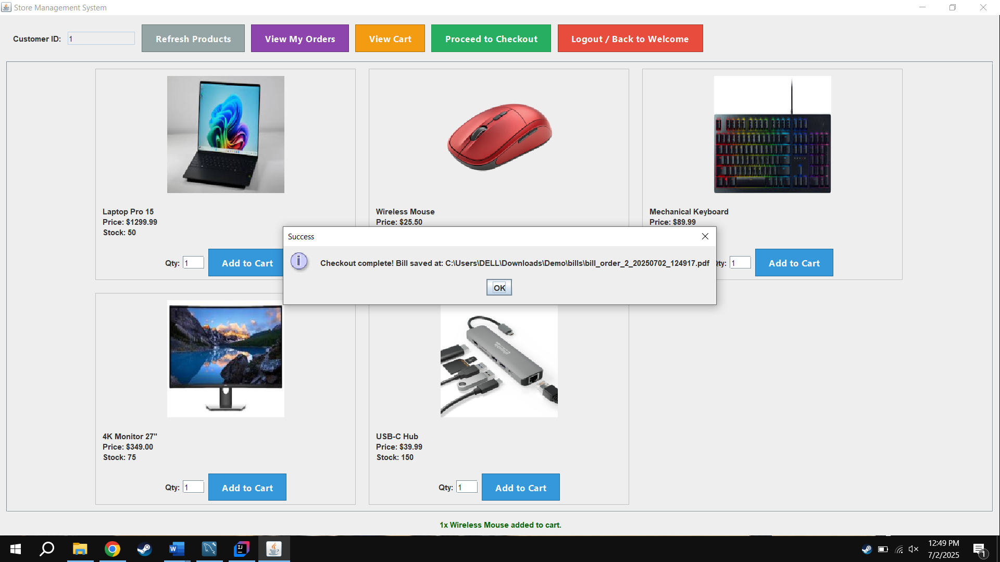 Store Management System
Customer ID: 1
Refresh Products
View My Orders
View Cart
Proceed to Checkout
Logout / Back to Welcome
Laptop Pro 15
Price: $1299.99
Stock: 50
Qty: 1
Add to Cart
Wireless Mouse
Price: $25.50
Mechanical Keyboard
Price: $89.99
Qty: 1
Add to Cart
Success
Checkout complete! Bill saved at: C:\Users\DELL\Downloads\Demo\bills\bill_order_2_20250702_124917.pdf
OK
4K Monitor 27"
Price: $349.00
Stock: 75
Qty: 1
Add to Cart
USB-C Hub
Price: $39.99
Stock: 150
Qty: 1
Add to Cart
1x Wireless Mouse added to cart.
12:49 PM
7/2/2025
1